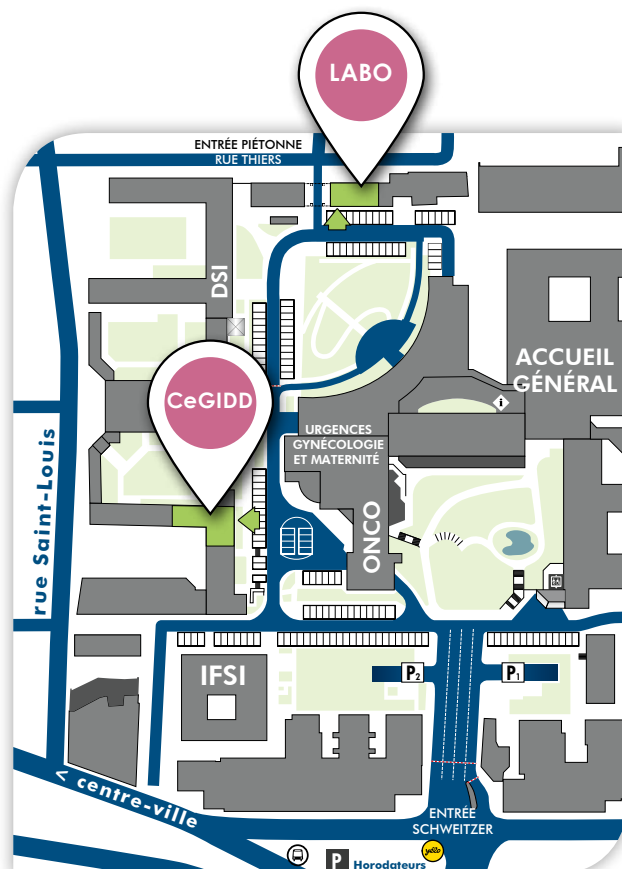 LABO
ENTRÉE PIÉTONNE
RUE THIERS
DSI
ACCUEIL
GÉNÉRAL
i
CeGIDD
URGENCES
GYNÉCOLOGIE
ET MATERNITÉ
ONCO
rue Saint-Louis
IFSI
P2
P1
< centre-ville
ENTRÉE
SCHWEITZER
P Horodateurs
yélo